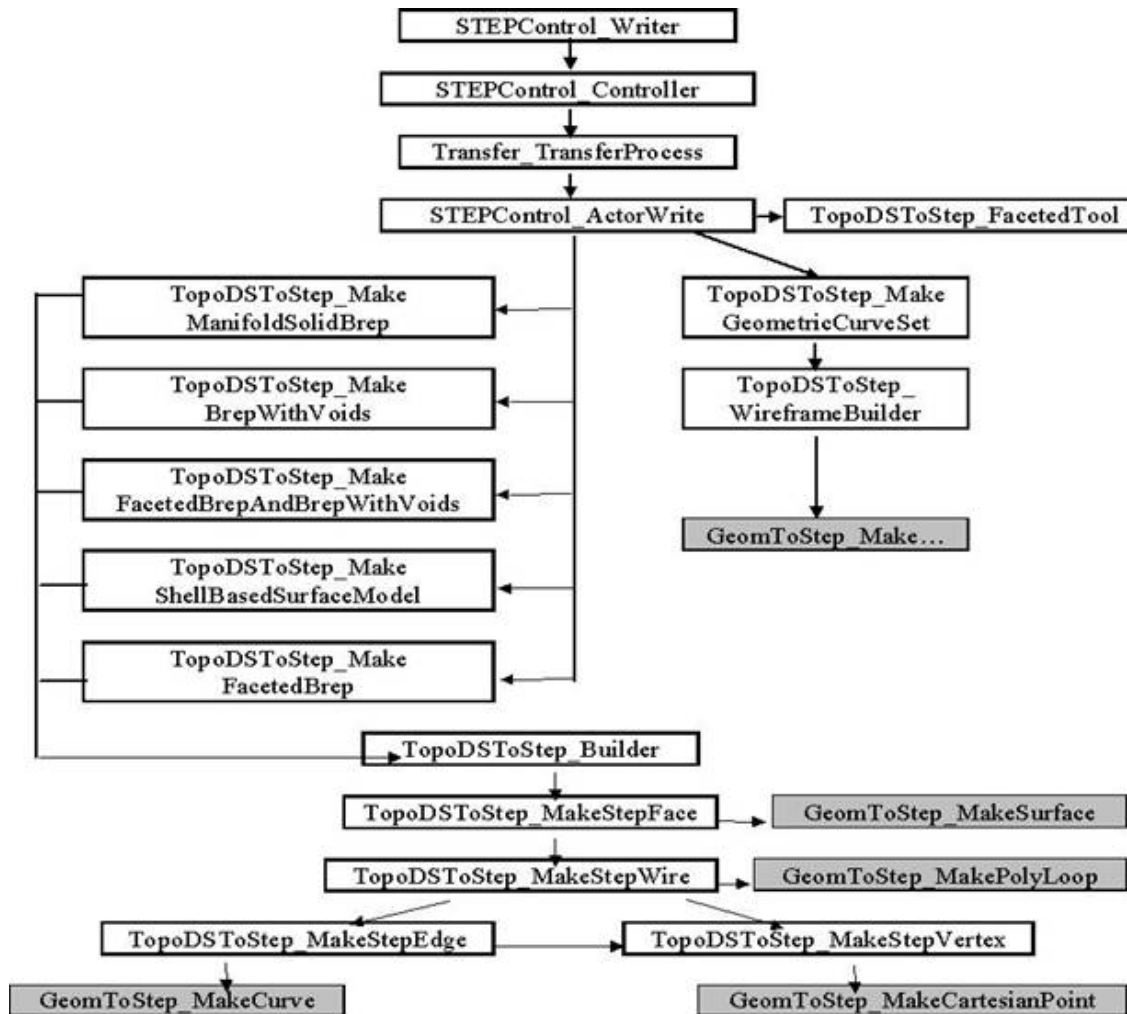 STEPControl_Writer
STEPControl_Controller
Transfer_TransferProcess
STEPControl_ActorWrite
TopoDSToStep_FacetedTool
TopoDSToStep_Make
ManifoldSolidBrep
TopoDSToStep_Make
GeometricCurveSet
TopoDSToStep_Make
BrepWithVoids
TopoDSToStep_
WireframeBuilder
TopoDSToStep_Make
FacetedBrepAndBrepWithVoids
GeomToStep_Make...
TopoDSToStep_Make
ShellBasedSurfaceModel
TopoDSToStep_Make
FacetedBrep
TopoDSToStep_Builder
TopoDSToStep_MakeStepFace
GeomToStep_MakeSurface
TopoDSToStep_MakeStepWire
GeomToStep_MakePolyLoop
TopoDSToStep_MakeStepEdge
TopoDSToStep_MakeStepVertex
GeomToStep_MakeCurve
GeomToStep_MakeCartesianPoint